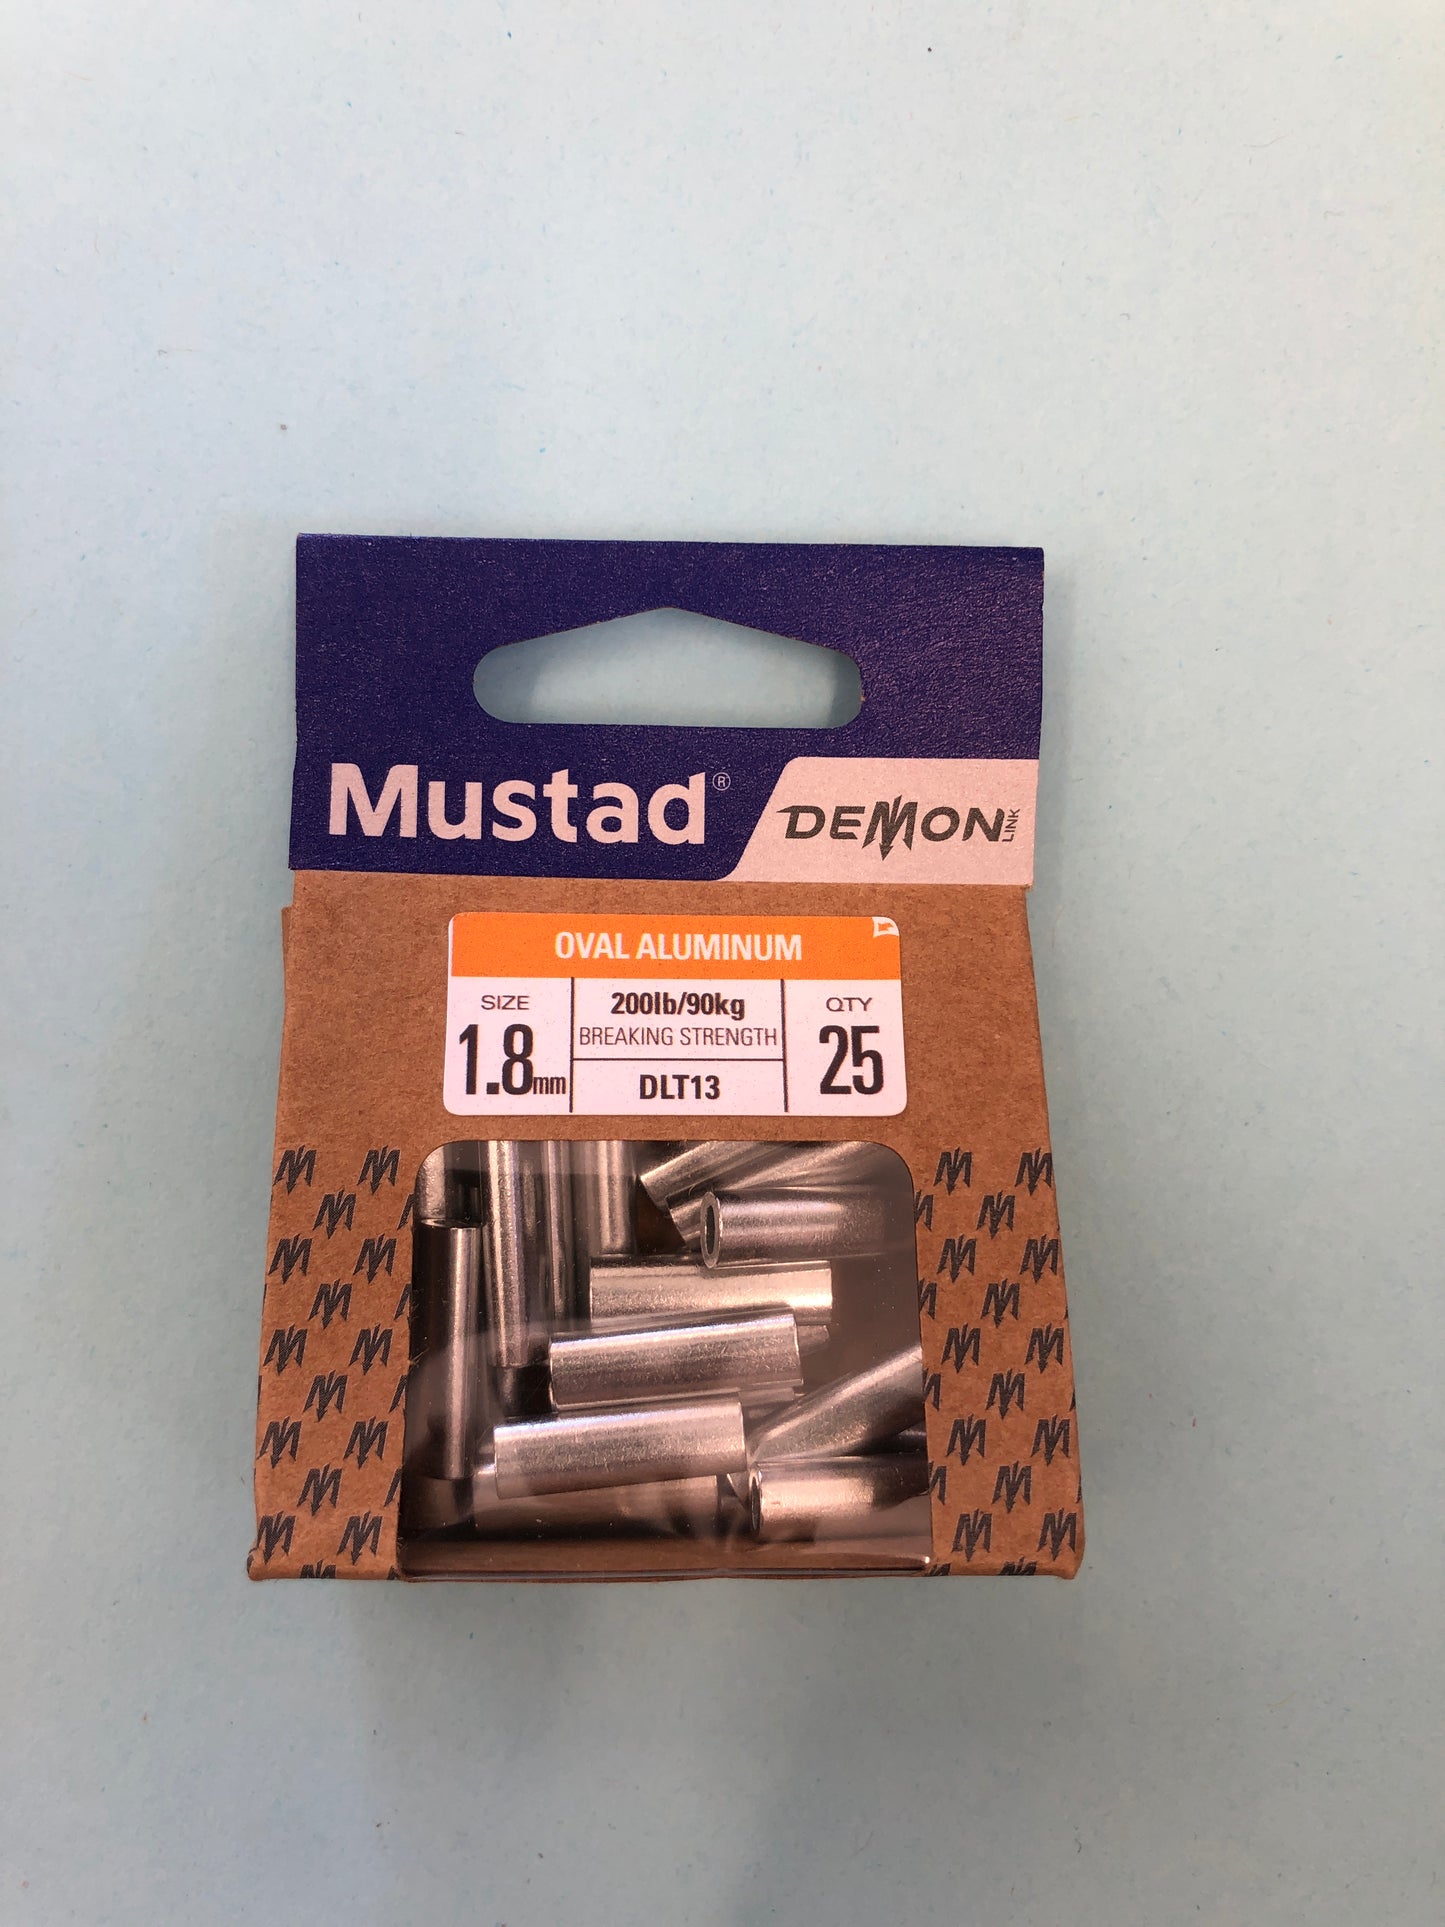 Mustad®
DEMON LINK
OVAL ALUMINUM
SIZE
1.8mm
200lb/90kg
BREAKING STRENGTH
DLT13
QTY
25